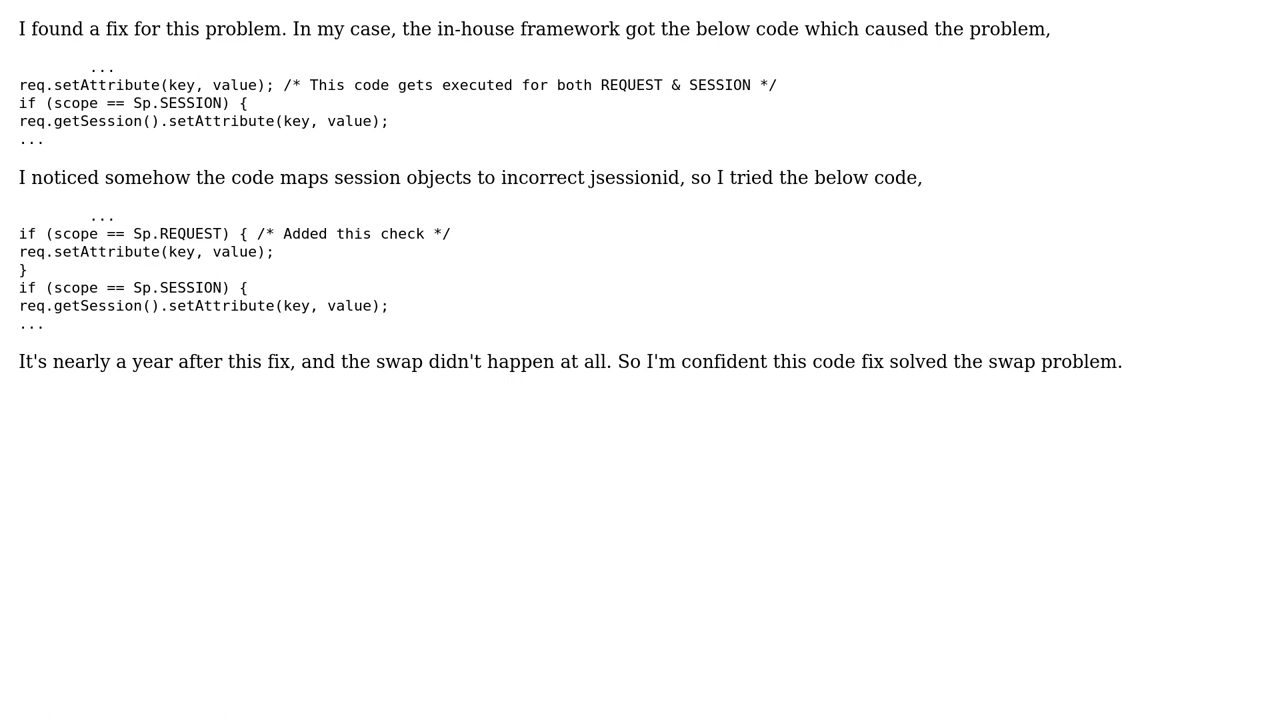 I found a fix for this problem. In my case, the in-house framework got the below code which caused the problem,
...
req.setAttribute(key, value); /* This code gets executed for both REQUEST & SESSION */
if (scope == Sp.SESSION) {
req.getSession().setAttribute(key, value);
...
I noticed somehow the code maps session objects to incorrect jsessionid, so I tried the below code,
...
if (scope == Sp.REQUEST) { /* Added this check */
req.setAttribute(key, value);
}
if (scope == Sp.SESSION) {
req.getSession().setAttribute(key, value);
...
It's nearly a year after this fix, and the swap didn't happen at all. So I'm confident this code fix solved the swap problem.